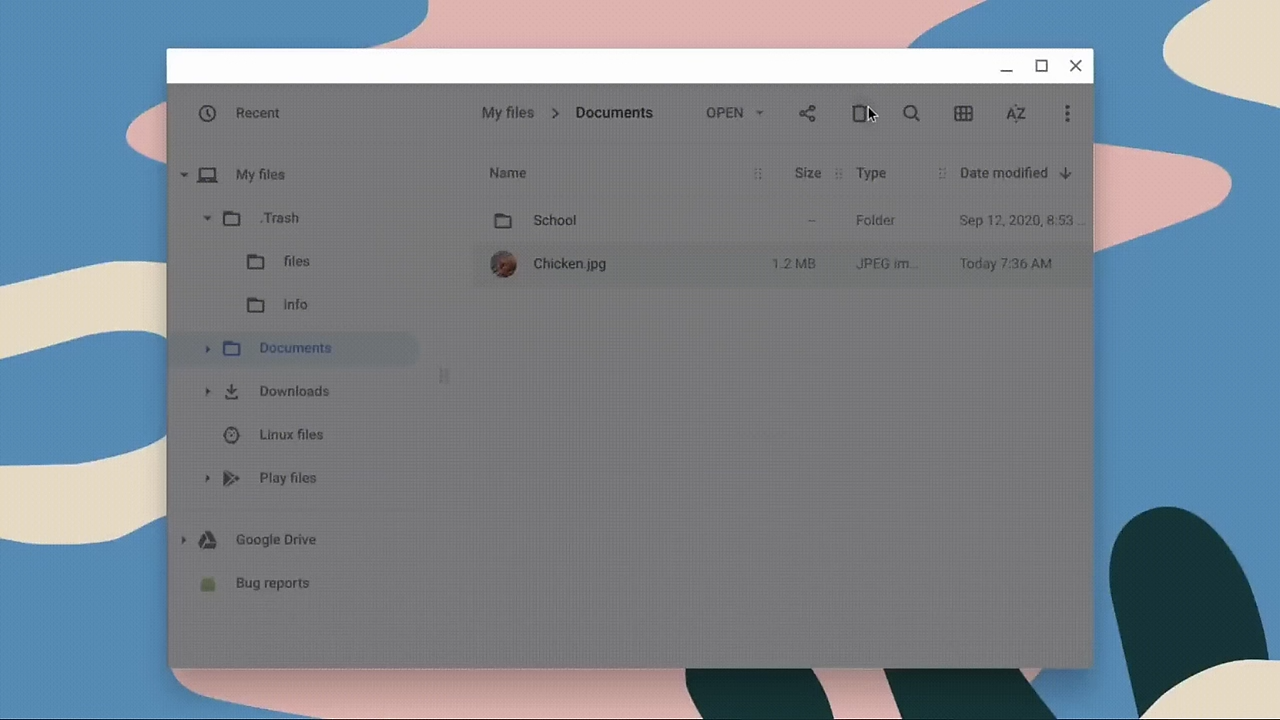 Recent
My files
.Trash
files
info
Documents
Downloads
Linux files
Play files
Google Drive
Bug reports
My files > Documents OPEN AZ
Name Size Type Date modified
School – Folder Sep 12, 2020, 8:53 ...
Chicken.jpg 1.2 MB JPEG im... Today 7:36 AM